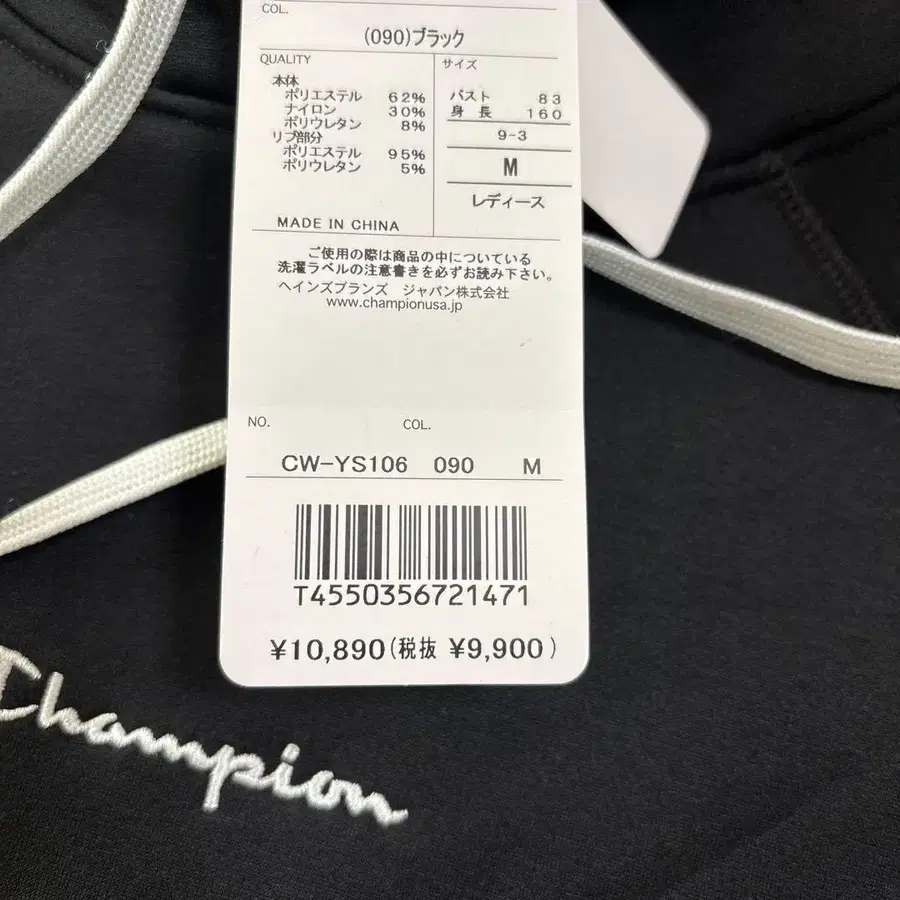 COL.
(090)ブラック
QUALITY
本体
ポリエステル 62%
ナイロン 30%
ポリウレタン 8%
リブ部分
ポリエステル 95%
ポリウレタン 5%
MADE IN CHINA
サイズ
バスト 83
身長 160
9-3
M
レディース
ご使用の際は商品の中についている
洗濯ラベルの注意書きを必ずお読み下さい。
ヘインズブランズ ジャパン株式会社
www.championusa.jp
NO. COL.
CW-YS106 090 M
T4550356721471
¥10,890(税抜 ¥9,900)
Champion